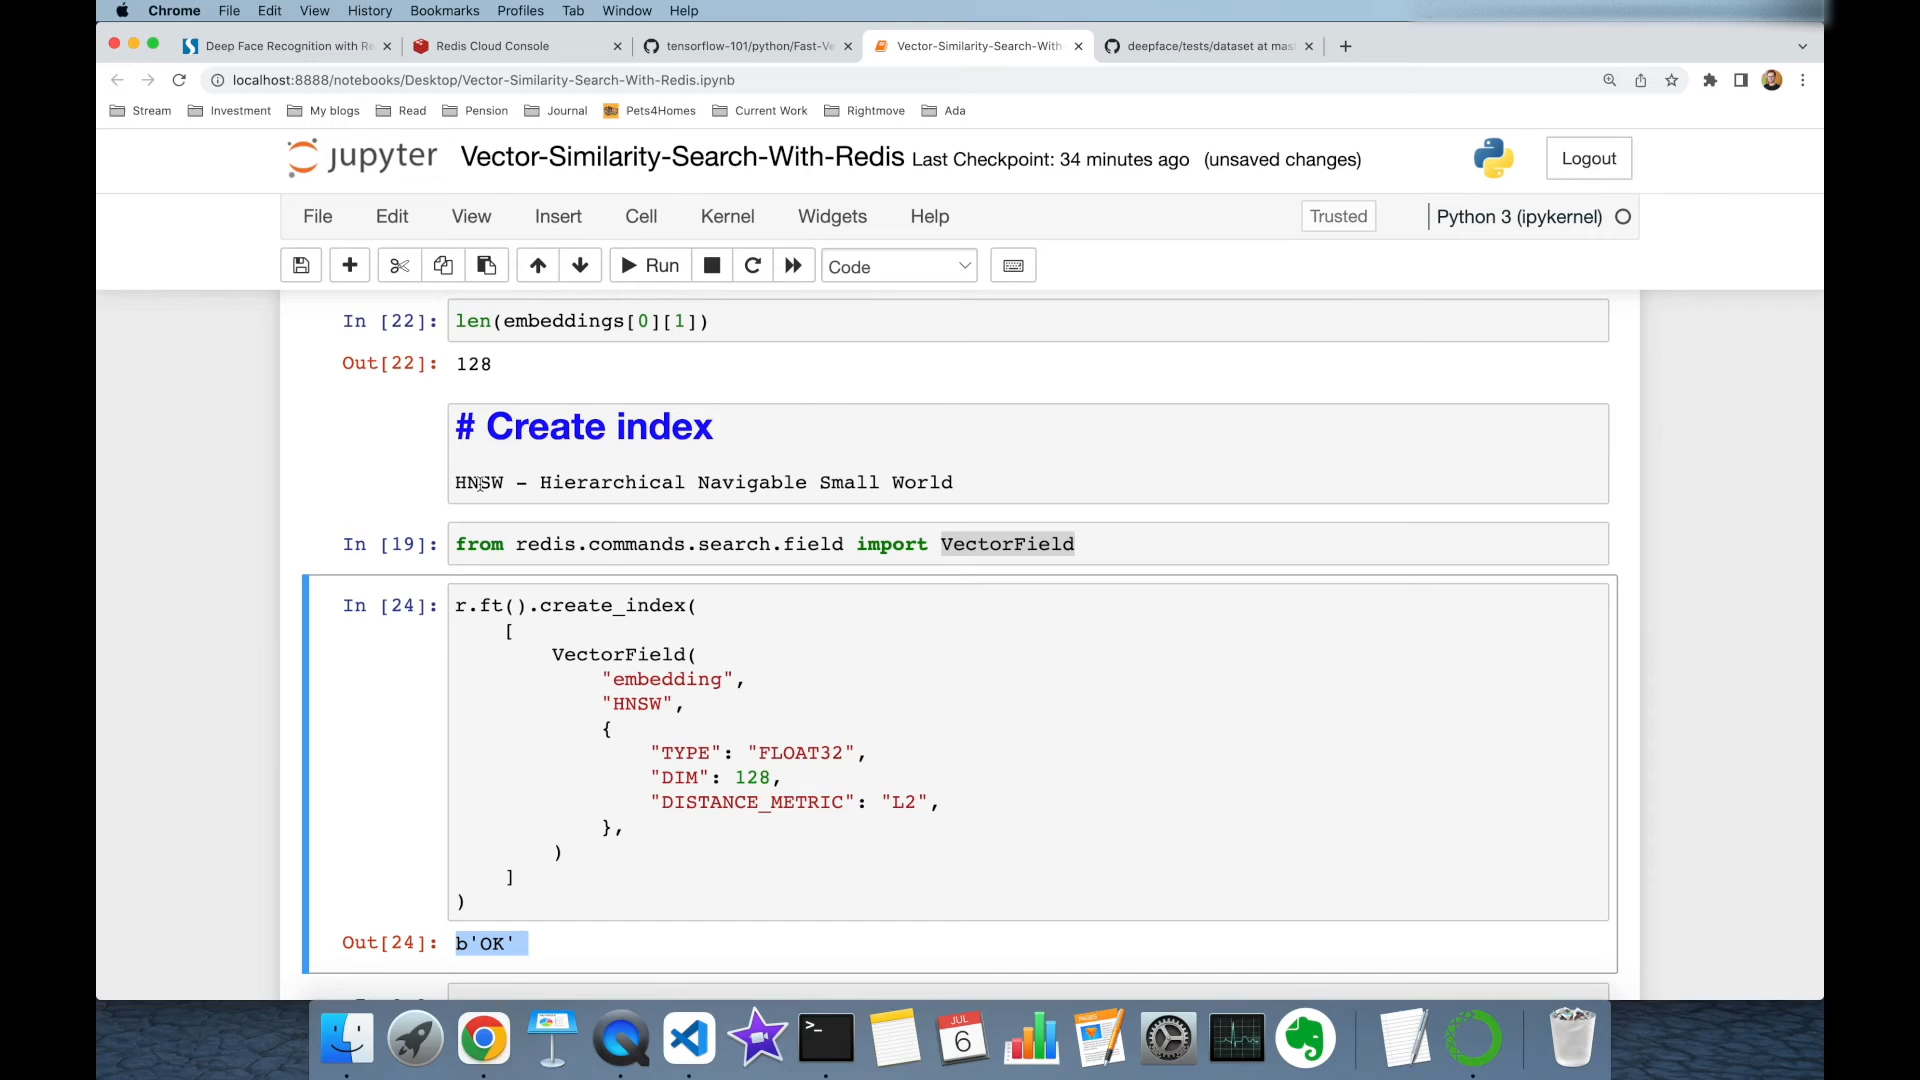 Chrome File Edit View History Bookmarks Profiles Tab Window Help
Deep Face Recognition with Re
Redis Cloud Console
tensorflow-101/python/Fast-Ve
Vector-Similarity-Search-With-
deepface/tests/dataset at mas
localhost:8888/notebooks/Desktop/Vector-Similarity-Search-With-Redis.ipynb
Stream Investment My blogs Read Pension Journal Pets4Homes Current Work Rightmove Ada
jupyter Vector-Similarity-Search-With-Redis Last Checkpoint: 34 minutes ago (unsaved changes) Logout
File Edit View Insert Cell Kernel Widgets Help Trusted Python 3 (ipykernel)
Run Code
In [22]: len(embeddings[0][1])
Out[22]: 128
# Create index
HNSW - Hierarchical Navigable Small World
In [19]: from redis.commands.search.field import VectorField
In [24]: r.ft().create_index(
[
VectorField(
"embedding",
"HNSW",
{
"TYPE": "FLOAT32",
"DIM": 128,
"DISTANCE_METRIC": "L2",
},
)
]
)
Out[24]: b'OK'
JUL
6